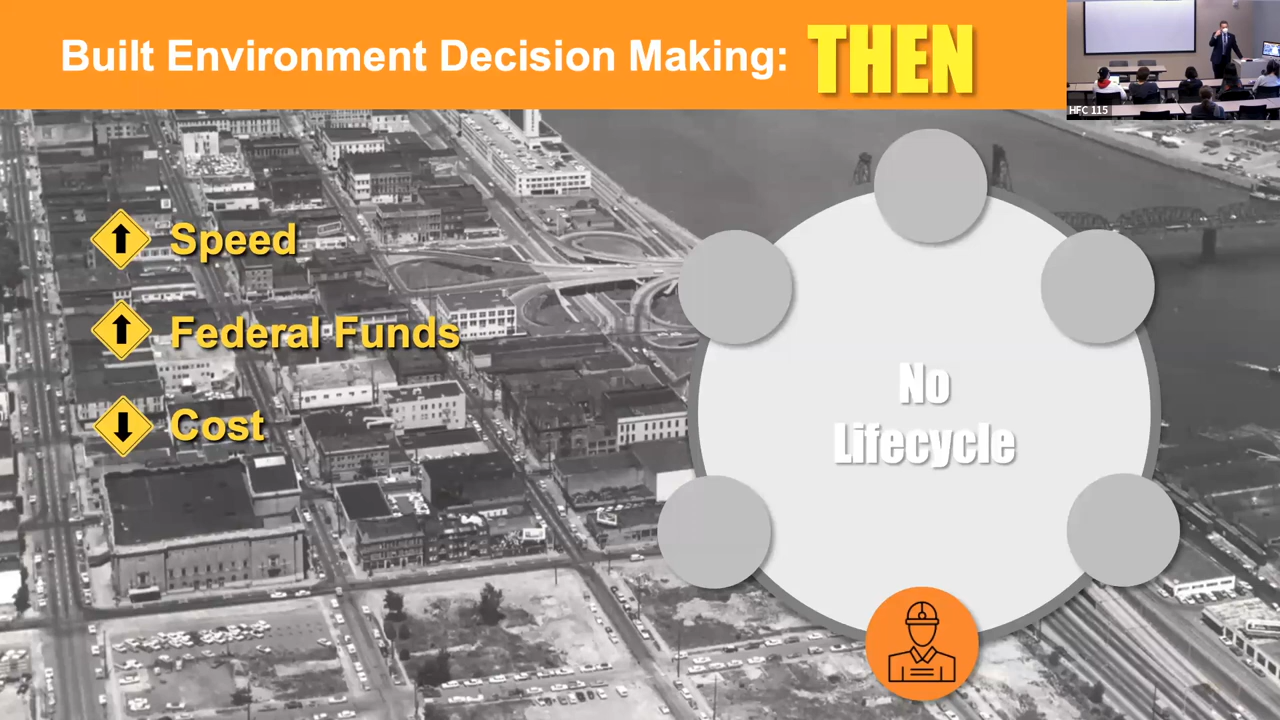 Built Environment Decision Making: THEN
HFC 115
Speed
Federal Funds
Cost
No
Lifecycle